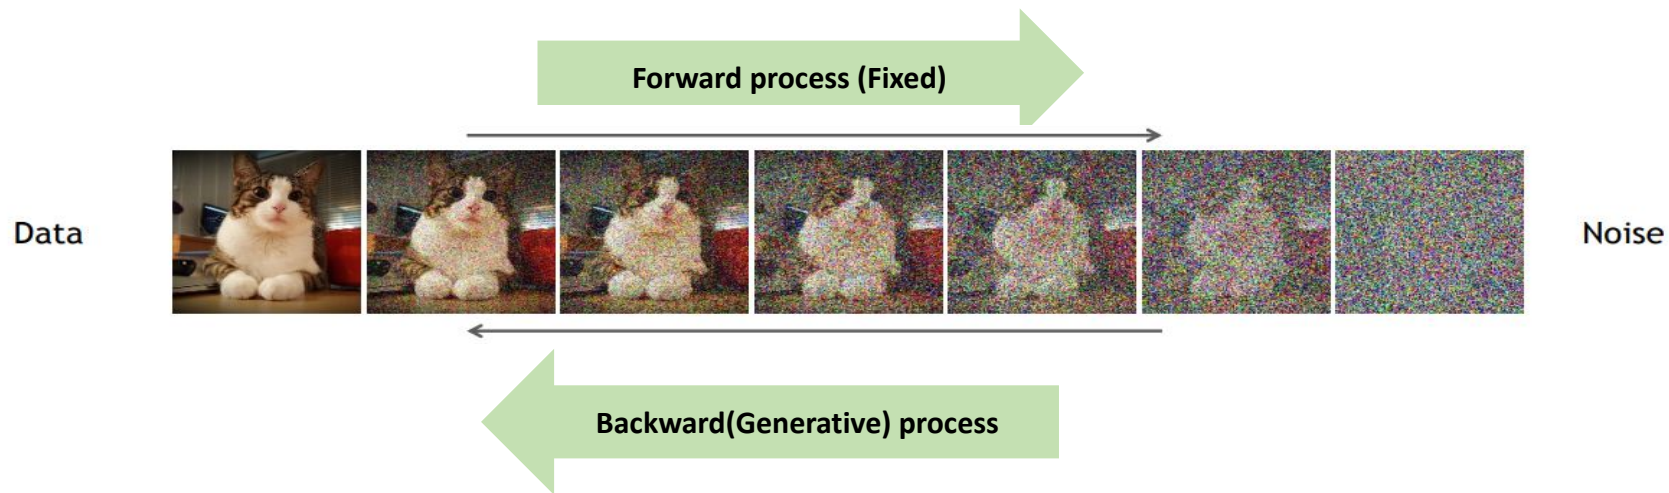 Forward process (Fixed)
Data
Noise
Backward(Generative) process